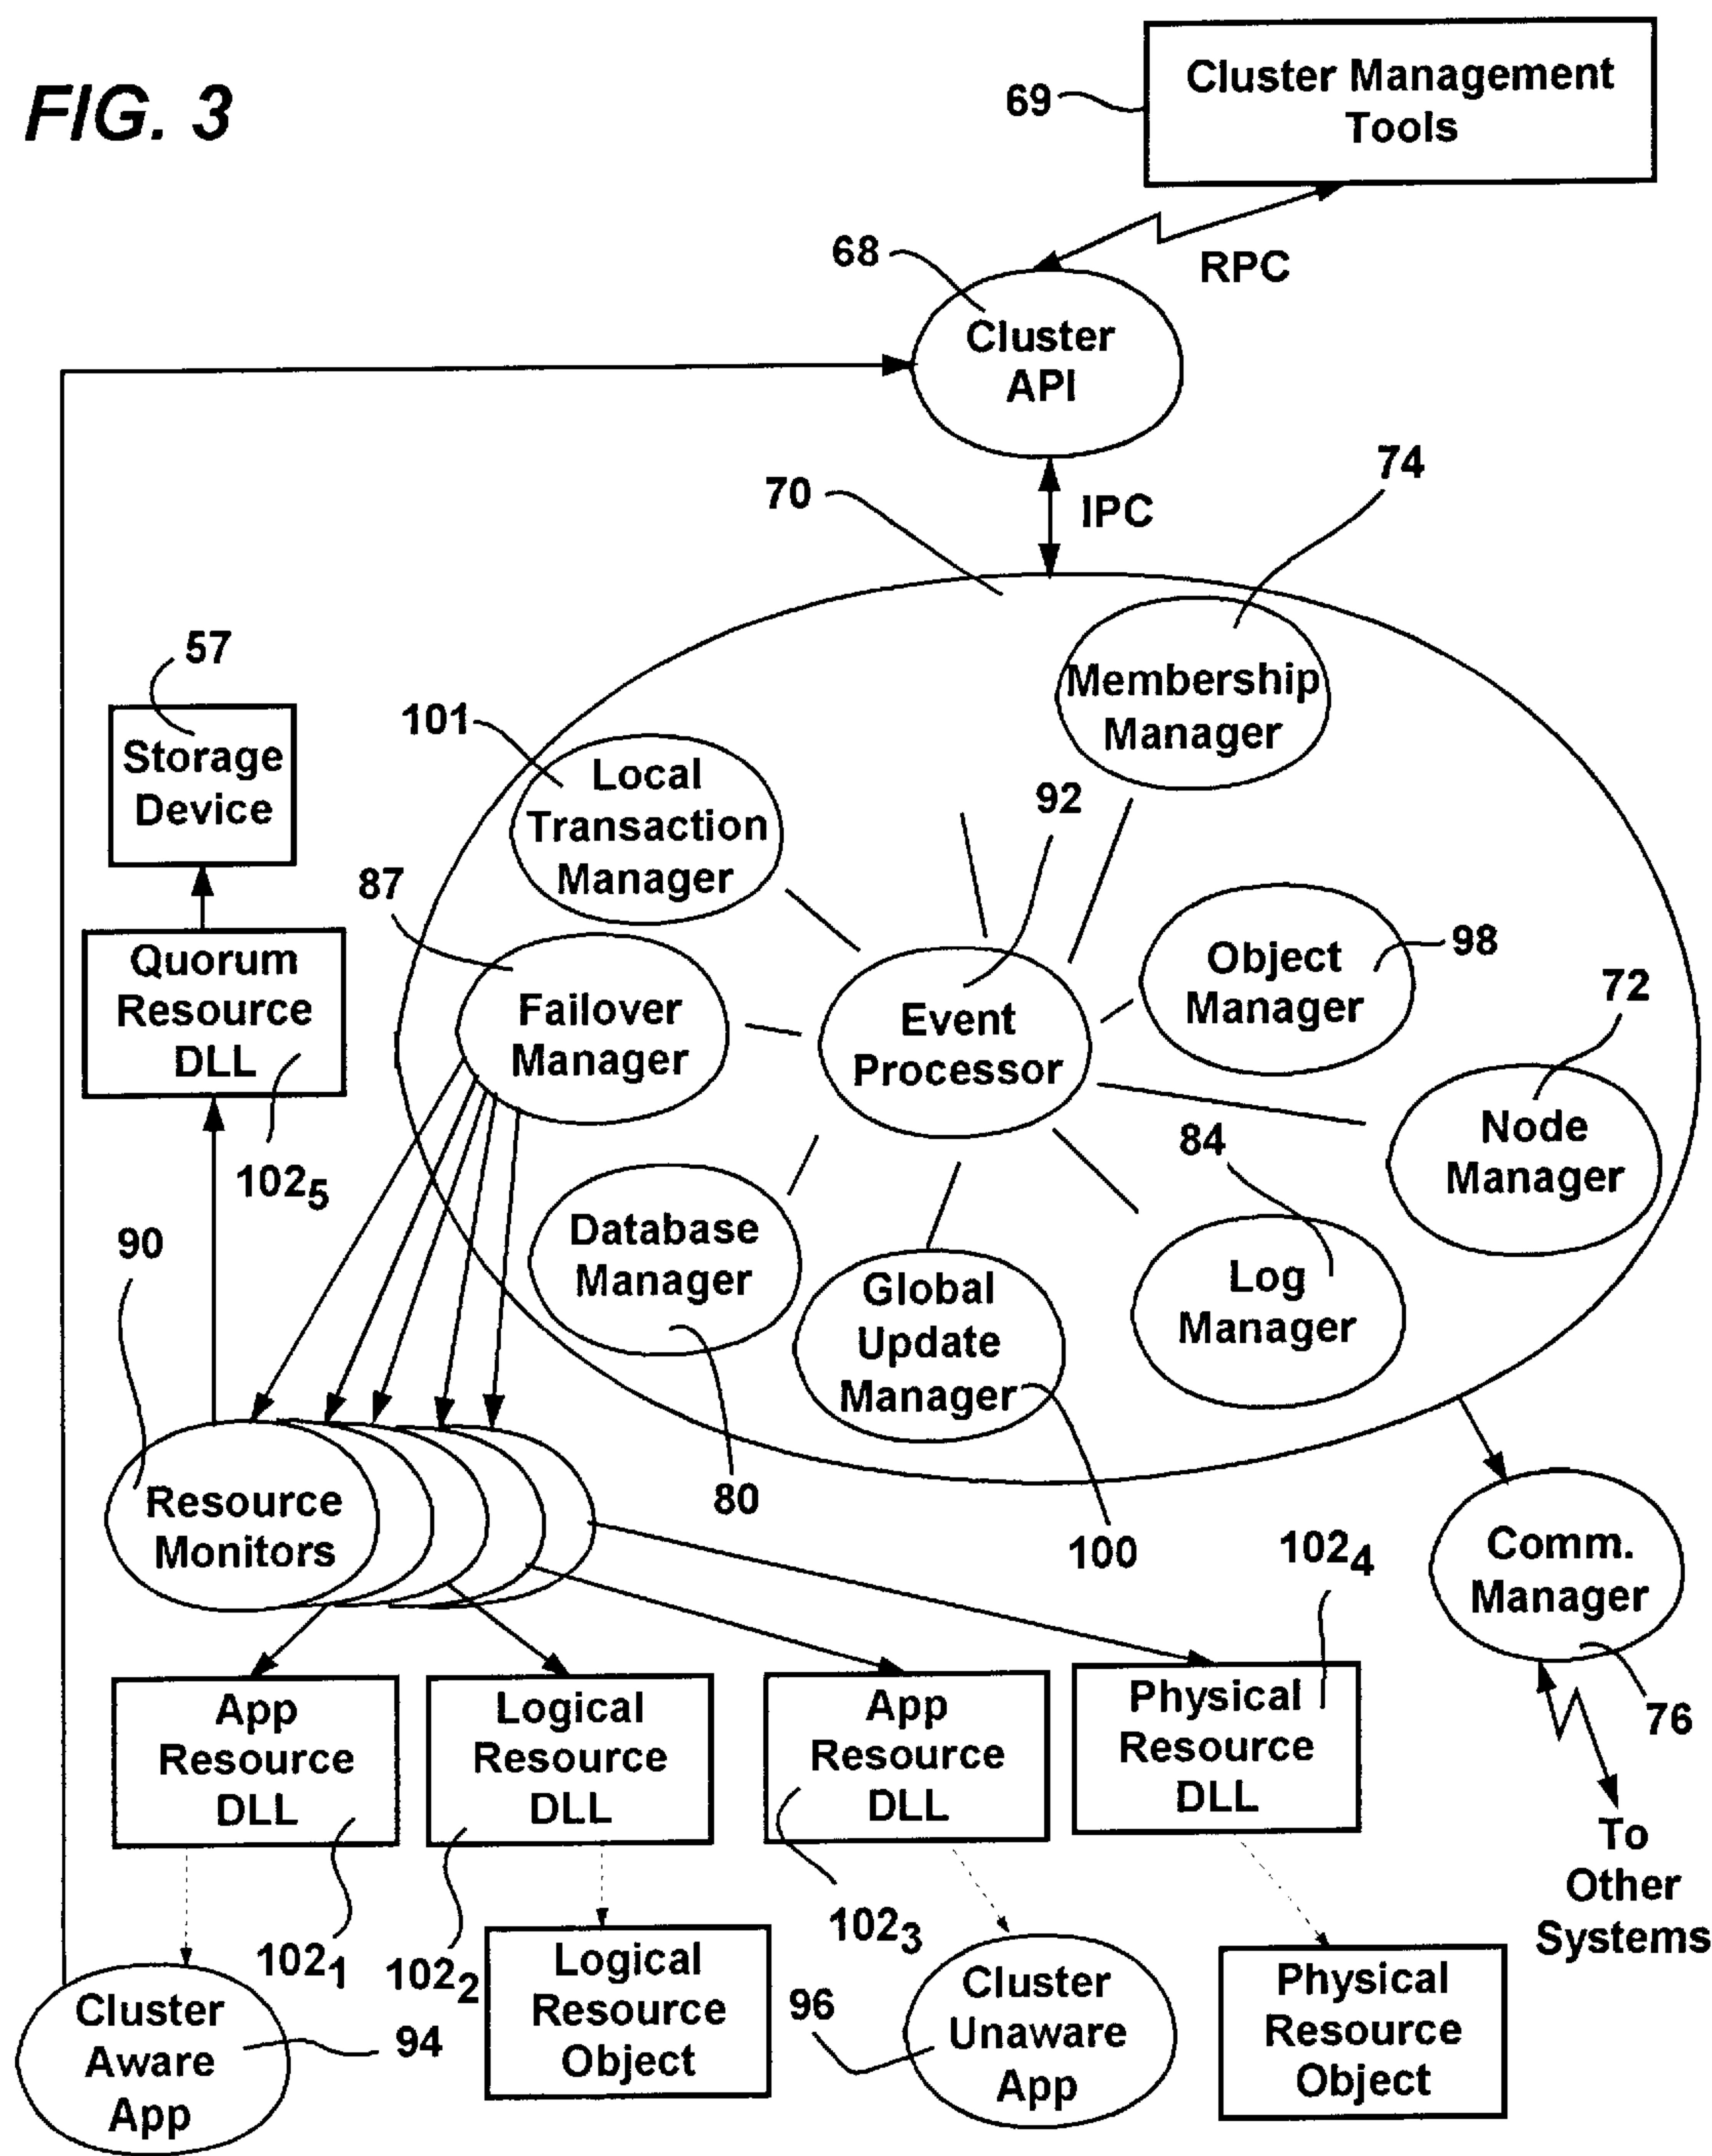 FIG. 3
69
Cluster Management
Tools
68
RPC
Cluster
API
70
IPC
74
57
Storage
Device
101
Local
Transaction
Manager
Membership
Manager
92
87
Quorum
Resource
DLL
102₅
Failover
Manager
Event
Processor
Object
Manager
98
72
Node
Manager
84
90
Database
Manager
80
Global
Update
Manager
100
Log
Manager
Resource
Monitors
102₄
Comm.
Manager
76
App
Resource
DLL
102₁
Logical
Resource
DLL
102₂
App
Resource
DLL
102₃
Physical
Resource
DLL
To
Other
Systems
Cluster
Aware
App
94
Logical
Resource
Object
96
Cluster
Unaware
App
Physical
Resource
Object